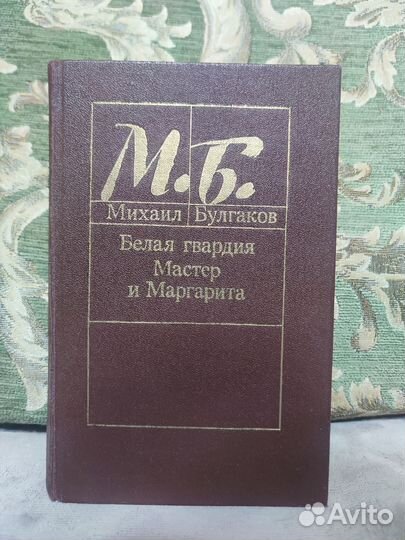 М.Б.
Михаил Булгаков
Белая гвардия
Мастер
и Маргарита
Avito